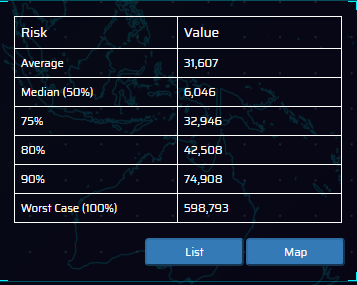 Risk Value
Average 31,607
Median (50%) 6,046
75% 32,946
80% 42,508
90% 74,908
Worst Case (100%) 598,793
List Map